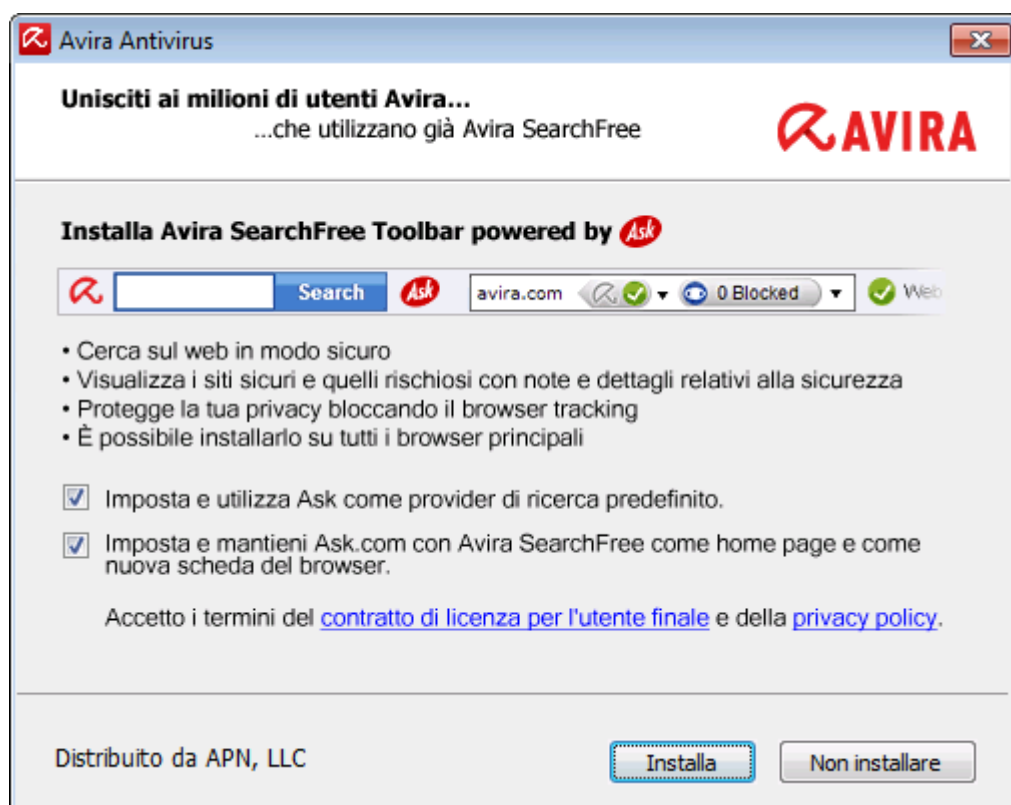 Avira Antivirus
Unisciti ai milioni di utenti Avira...
...che utilizzano già Avira SearchFree
AVIRA
Installa Avira SearchFree Toolbar powered by Ask
Search Ask avira.com 0 Blocked Web
• Cerca sul web in modo sicuro
• Visualizza i siti sicuri e quelli rischiosi con note e dettagli relativi alla sicurezza
• Protegge la tua privacy bloccando il browser tracking
• È possibile installarlo su tutti i browser principali
Imposta e utilizza Ask come provider di ricerca predefinito.
Imposta e mantieni Ask.com con Avira SearchFree come home page e come
nuova scheda del browser.
Accetto i termini del contratto di licenza per l'utente finale e della privacy policy.
Distribuito da APN, LLC
Installa
Non installare